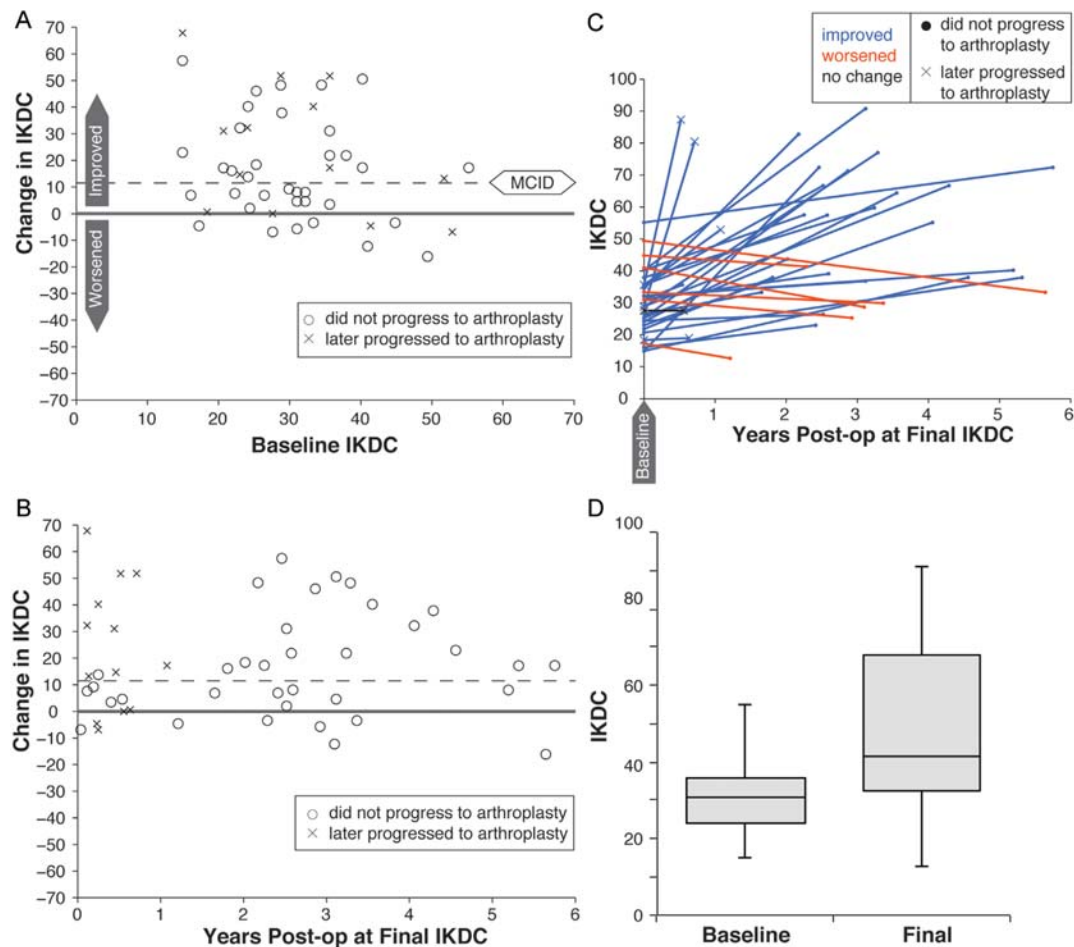 A
70
60
50
40
30
20
10
0
−10
−20
−30
−40
−50
−60
−70
Change in IKDC
Improved
Worsened
MCID
did not progress to arthroplasty
later progressed to arthroplasty
0
10
20
30
40
50
60
70
Baseline IKDC
C
improved
worsened
no change
did not progress
to arthroplasty
later progressed
to arthroplasty
100
90
80
70
60
50
40
30
20
10
0
IKDC
1
2
3
4
5
6
Years Post-op at Final IKDC
Baseline
B
70
60
50
40
30
20
10
0
−10
−20
−30
−40
−50
−60
−70
Change in IKDC
did not progress to arthroplasty
later progressed to arthroplasty
0
1
2
3
4
5
6
Years Post-op at Final IKDC
D
100
80
60
40
20
0
IKDC
Baseline
Final